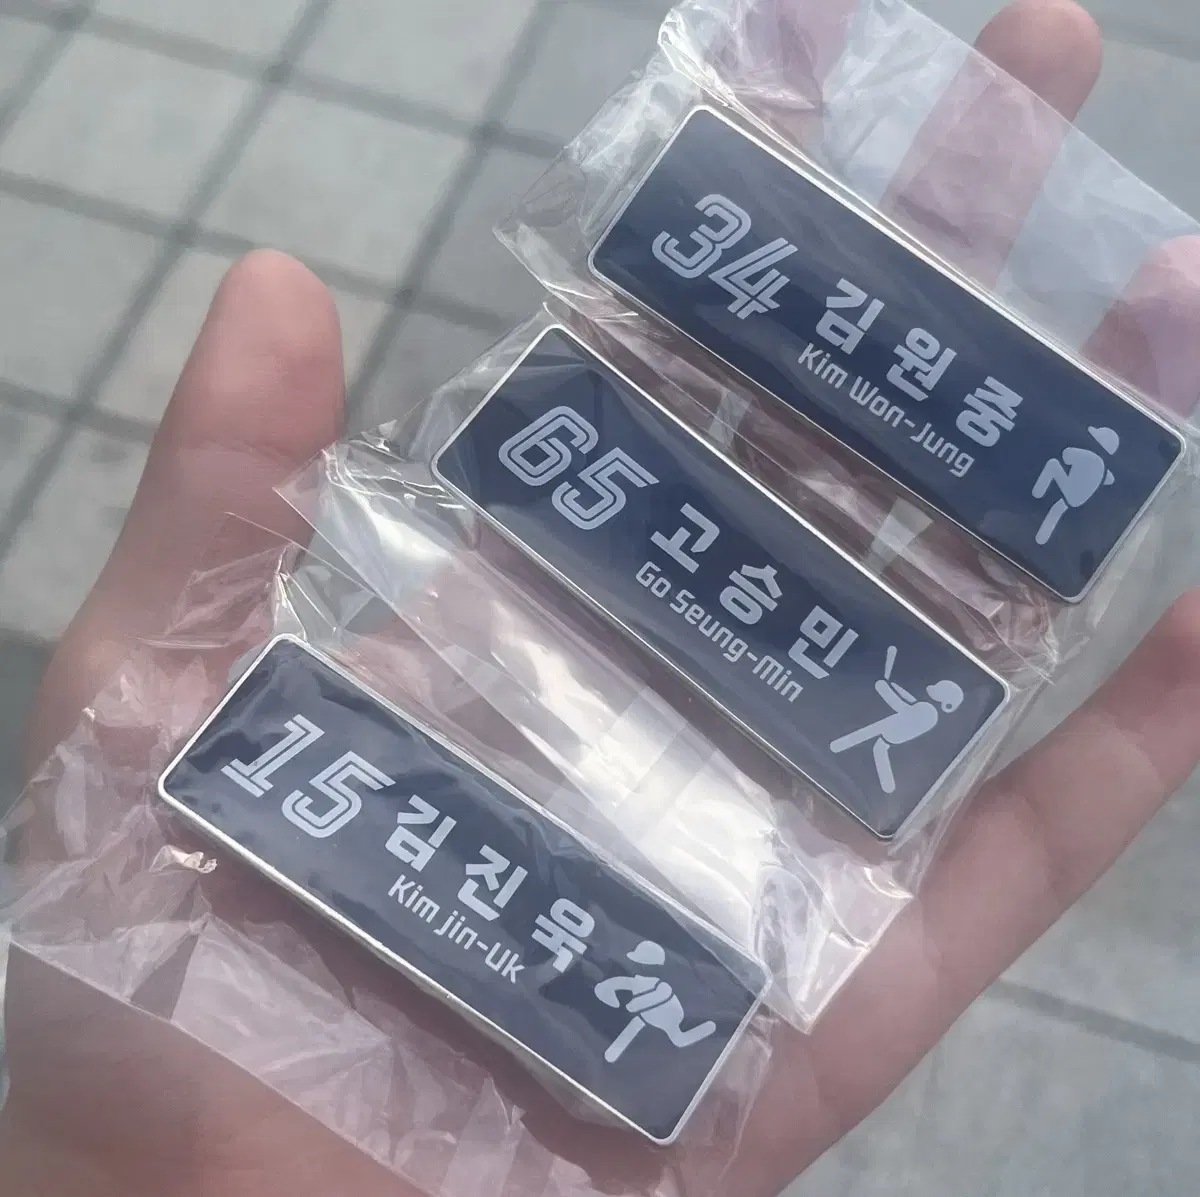 34 김원중
Kim Won-Jung
65 고승민
Go Seung-Min
15 김진욱
Kim jin-uk